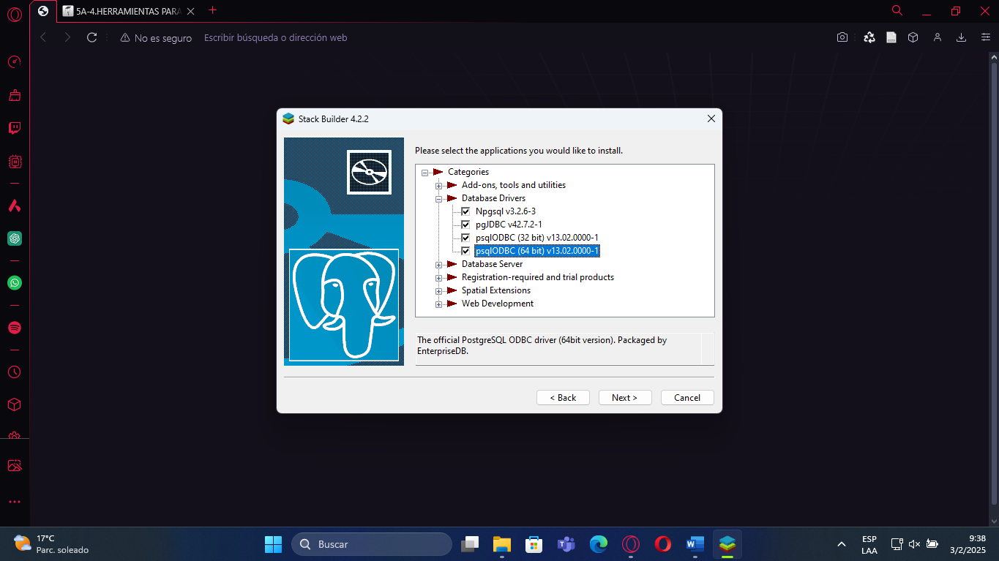 5A-4.HERRAMIENTAS PARA
No es seguro
Escribir búsqueda o dirección web
Stack Builder 4.2.2
Please select the applications you would like to install.
Categories
Add-ons, tools and utilities
Database Drivers
Npgsql v3.2.6-3
pgJDBC v42.7.2-1
psqlODBC (32 bit) v13.02.0000-1
psqlODBC (64 bit) v13.02.0000-1
Database Server
Registration-required and trial products
Spatial Extensions
Web Development
The official PostgreSQL ODBC driver (64bit version). Packaged by
EnterpriseDB.
< Back
Next >
Cancel
17°C
Parc. soleado
Buscar
ESP
LAA
9:38
3/2/2025